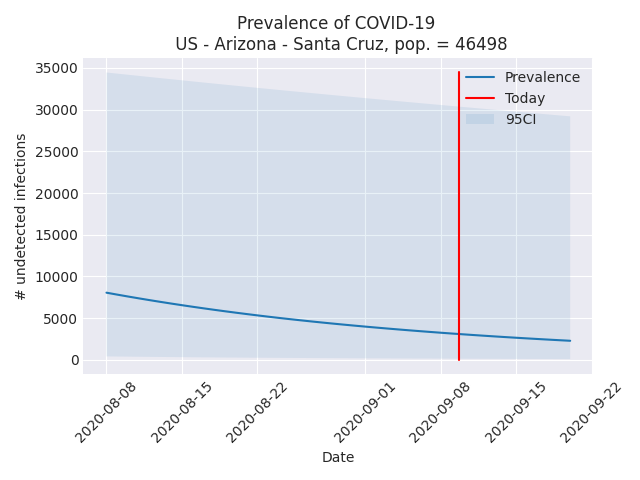 Prevalence of COVID-19
US - Arizona - Santa Cruz, pop. = 46498
35000
30000
25000
20000
15000
10000
5000
0
# undetected infections
Prevalence
Today
95CI
2020-08-08
2020-08-15
2020-08-22
2020-09-01
2020-09-08
2020-09-15
2020-09-22
Date